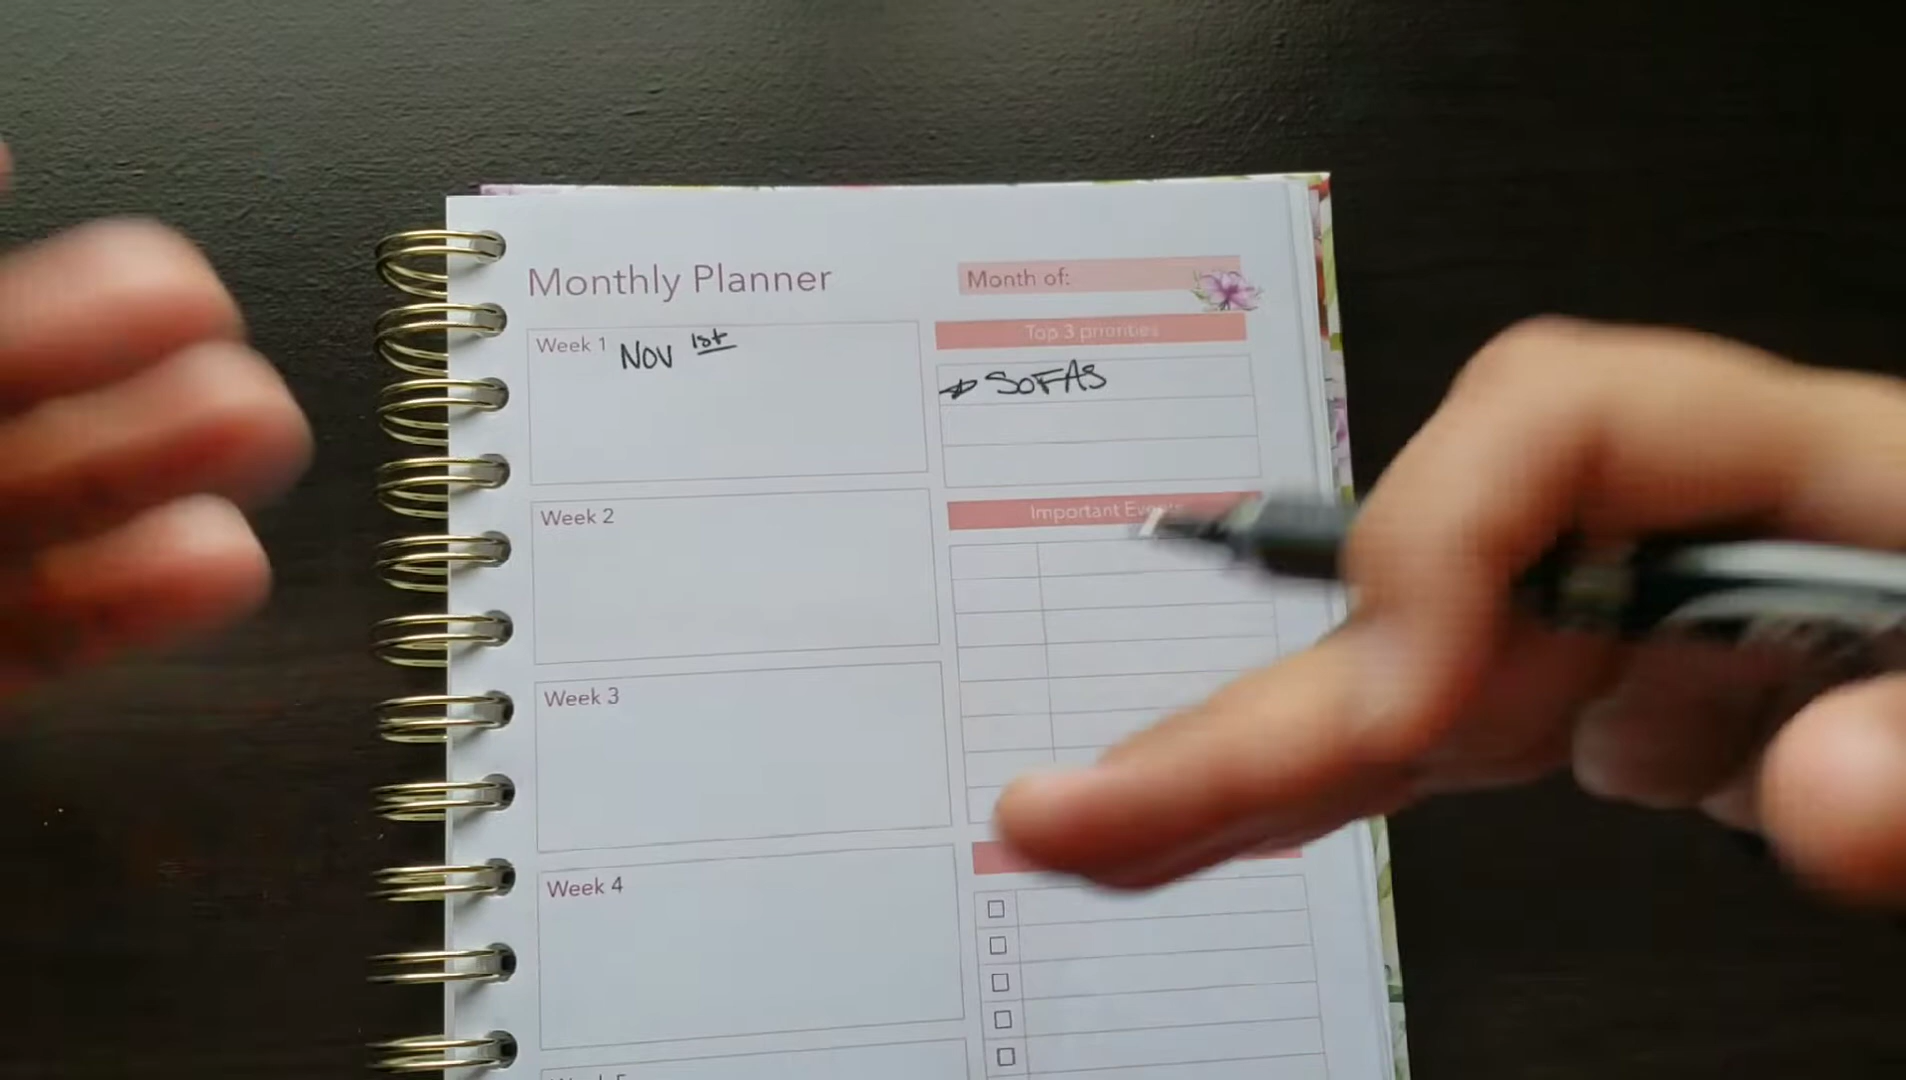 Monthly Planner
Month of:
Week 1 Nov 1st
Top 3 priorities
→ SOFAS
Week 2
Important Events
Week 3
Week 4